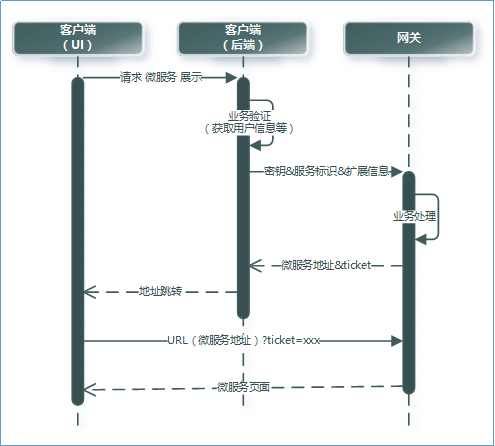 客户端
（UI）
客户端
（后端）
网关
请求 微服务 展示
业务验证
（获取用户信息等）
密钥&服务标识&扩展信息
业务处理
微服务地址&ticket
地址跳转
URL（微服务地址）?ticket=xxx
微服务页面